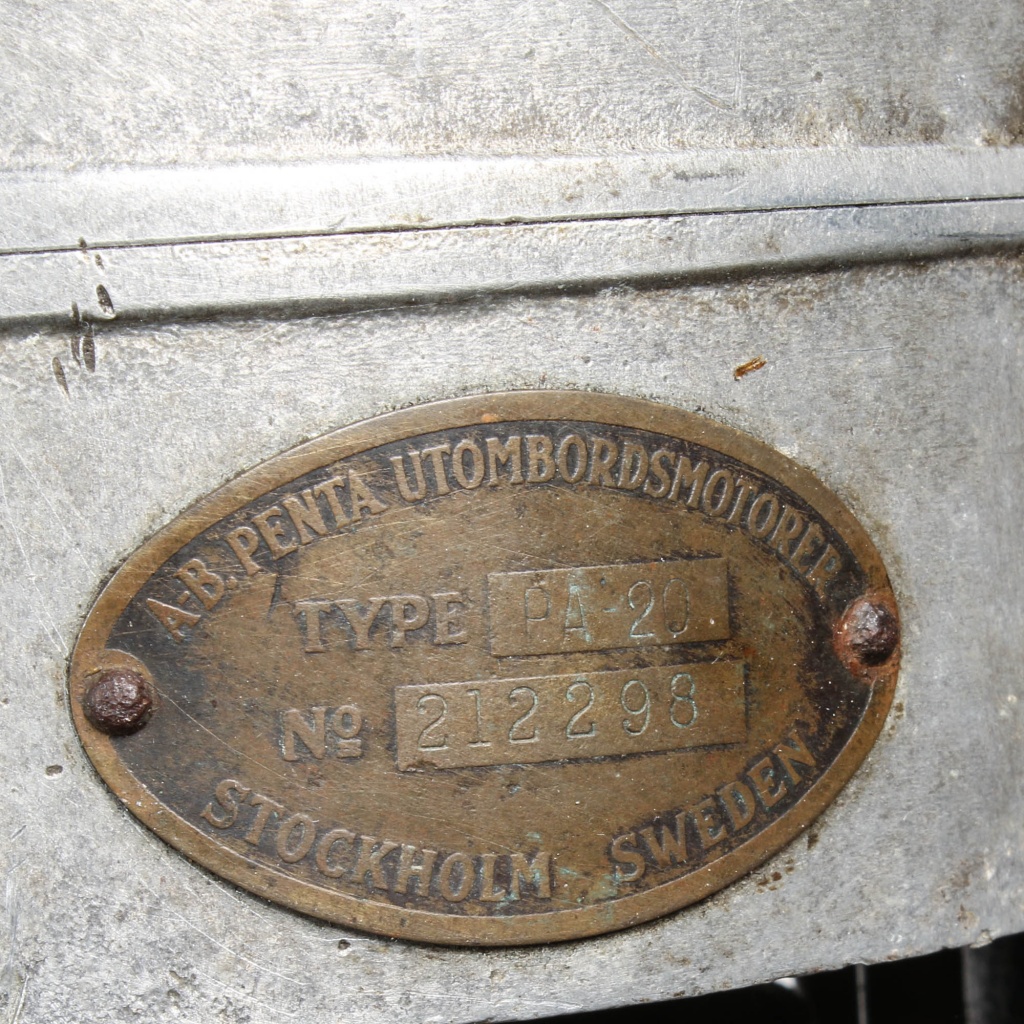 A-B. PENTA UTOMBORDSMOTORER
TYPE PA-20
Nº 212298
STOCKHOLM SWEDEN